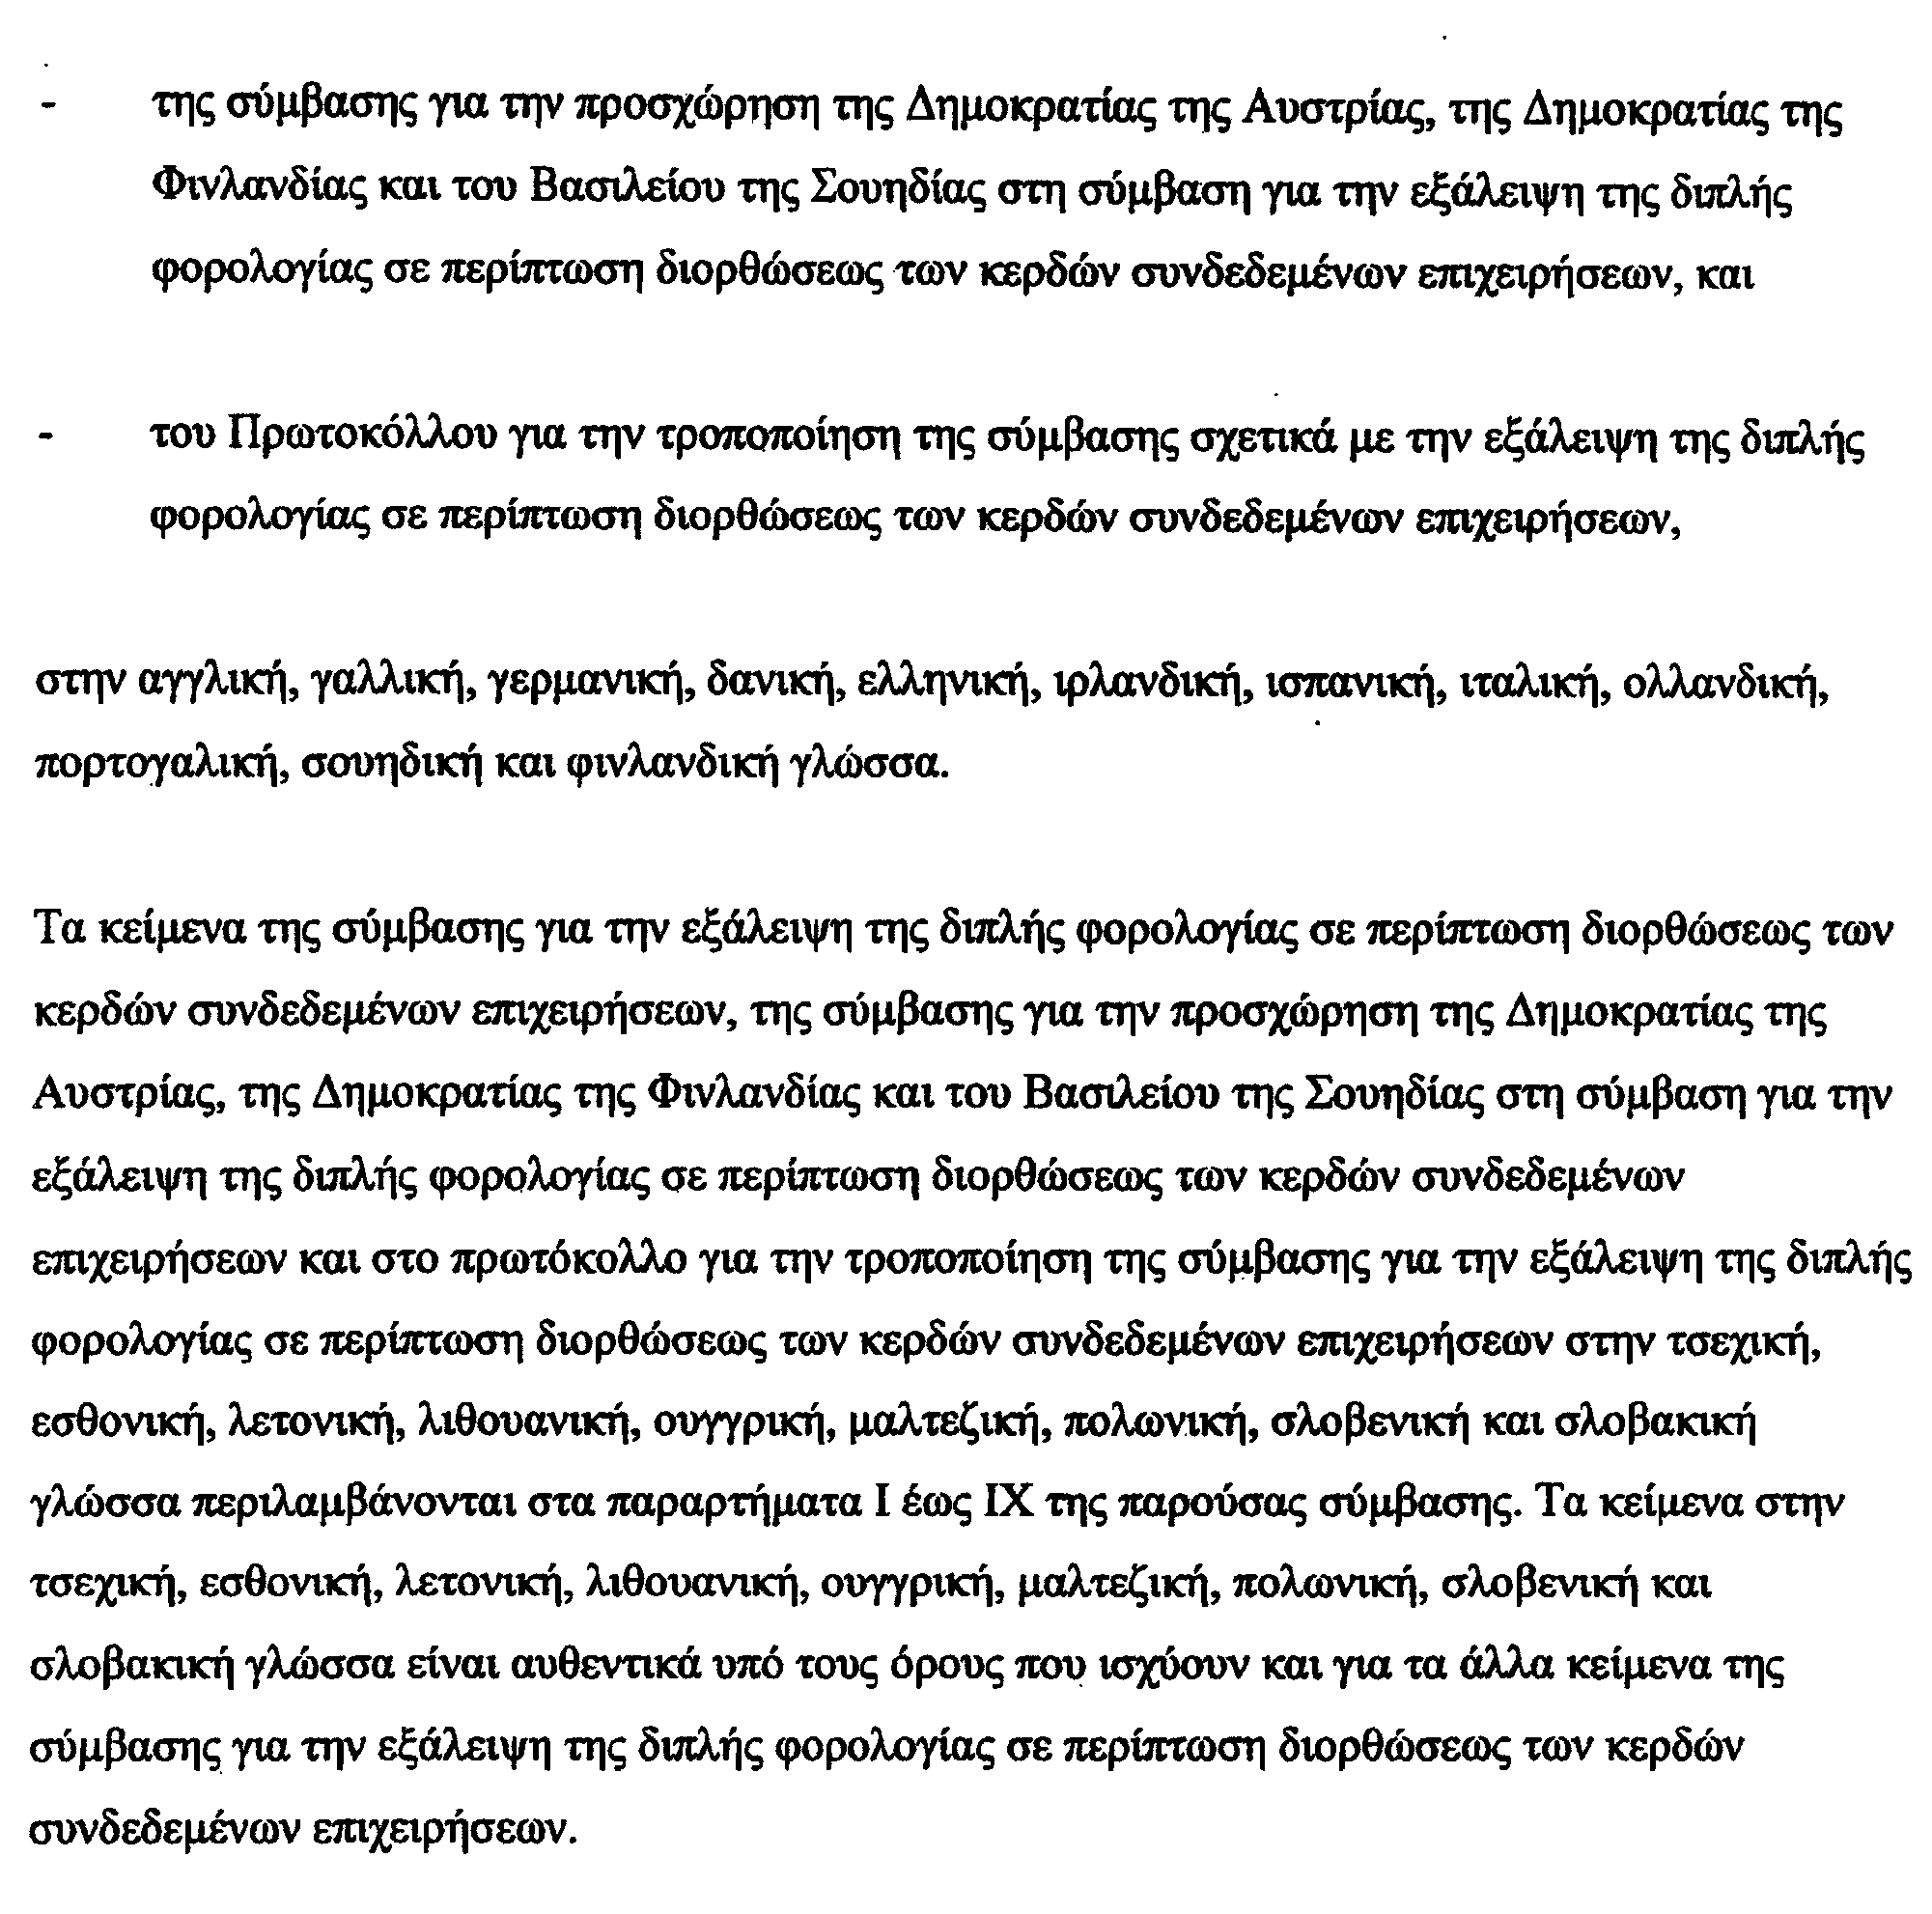 - της σύμβασης για την προσχώρηση της Δημοκρατίας της Αυστρίας, της Δημοκρατίας της
Φινλανδίας και του Βασιλείου της Σουηδίας στη σύμβαση για την εξάλειψη της διπλής
φορολογίας σε περίπτωση διορθώσεως των κερδών συνδεδεμένων επιχειρήσεων, και
- του Πρωτοκόλλου για την τροποποίηση της σύμβασης σχετικά με την εξάλειψη της διπλής
φορολογίας σε περίπτωση διορθώσεως των κερδών συνδεδεμένων επιχειρήσεων,
στην αγγλική, γαλλική, γερμανική, δανική, ελληνική, ιρλανδική, ισπανική, ιταλική, ολλανδική,
πορτογαλική, σουηδική και φινλανδική γλώσσα.
Τα κείμενα της σύμβασης για την εξάλειψη της διπλής φορολογίας σε περίπτωση διορθώσεως των
κερδών συνδεδεμένων επιχειρήσεων, της σύμβασης για την προσχώρηση της Δημοκρατίας της
Αυστρίας, της Δημοκρατίας της Φινλανδίας και του Βασιλείου της Σουηδίας στη σύμβαση για την
εξάλειψη της διπλής φορολογίας σε περίπτωση διορθώσεως των κερδών συνδεδεμένων
επιχειρήσεων και στο πρωτόκολλο για την τροποποίηση της σύμβασης για την εξάλειψη της διπλής
φορολογίας σε περίπτωση διορθώσεως των κερδών συνδεδεμένων επιχειρήσεων στην τσεχική,
εσθονική, λετονική, λιθουανική, ουγγρική, μαλτεζική, πολωνική, σλοβενική και σλοβακική
γλώσσα περιλαμβάνονται στα παραρτήματα Ι έως ΙΧ της παρούσας σύμβασης. Τα κείμενα στην
τσεχική, εσθονική, λετονική, λιθουανική, ουγγρική, μαλτεζική, πολωνική, σλοβενική και
σλοβακική γλώσσα είναι αυθεντικά υπό τους όρους που ισχύουν και για τα άλλα κείμενα της
σύμβασης για την εξάλειψη της διπλής φορολογίας σε περίπτωση διορθώσεως των κερδών
συνδεδεμένων επιχειρήσεων.